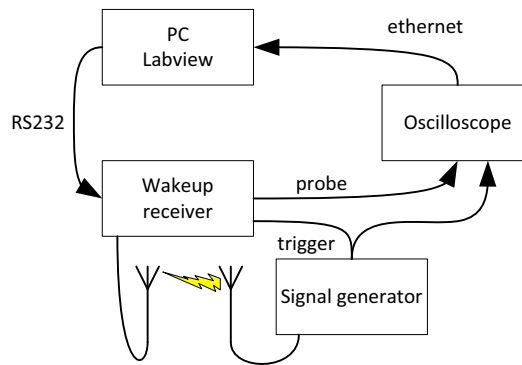 ethernet
PC
Labview
RS232
Oscilloscope
Wakeup
receiver
probe
trigger
Signal generator